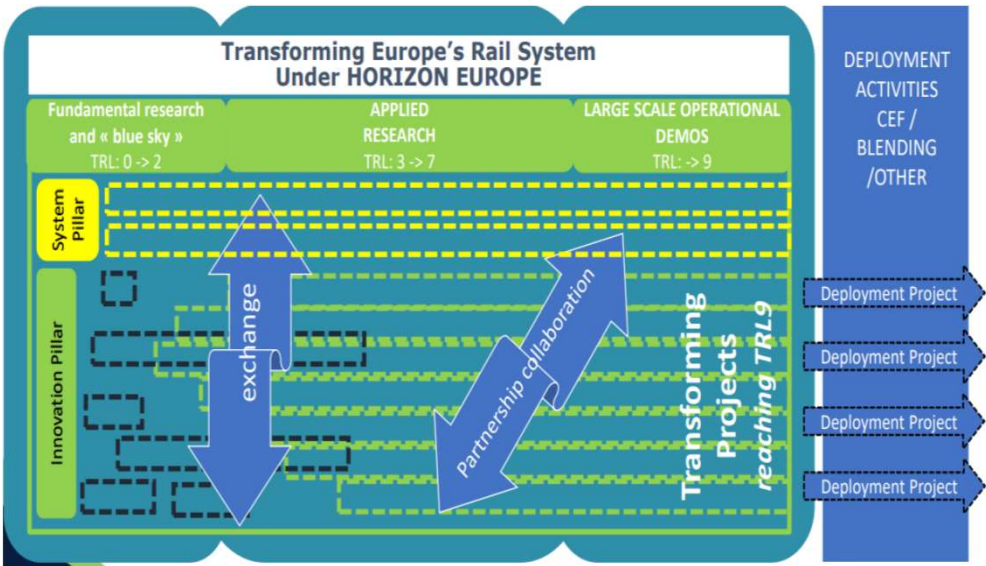 Transforming Europe's Rail System
Under HORIZON EUROPE
Fundamental research
and « blue sky »
TRL: 0 -> 2
APPLIED
RESEARCH
TRL: 3 -> 7
LARGE SCALE OPERATIONAL
DEMOS
TRL: -> 9
System
Pillar
Innovation Pillar
exchange
Partnership collaboration
Transforming
Projects
reaching TRL9
DEPLOYMENT
ACTIVITIES
CEF /
BLENDING
/OTHER
Deployment Project
Deployment Project
Deployment Project
Deployment Project